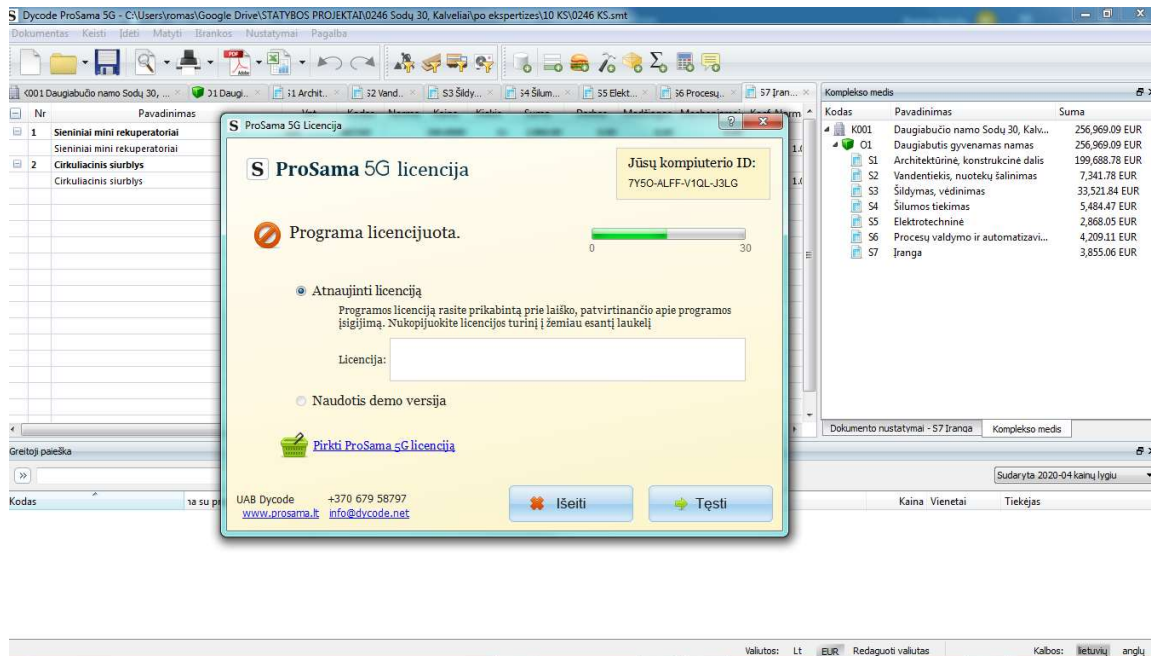 S Dycode ProSama 5G - C:\Users\romas\Google Drive\STATYBOS PROJEKTAI\0246 Sodų 30, Kalveliai\po ekspertizes\10 KS\0246 KS.smt
Dokumentas Keisti Įdėti Matyti Įrankos Nustatymai Pagalba
K001 Daugiabučio namo Sodų 30, ... O1 Daugi... S1 Archit... S2 Vand... S3 Šildy... S4 Šilum... S5 Elekt... S6 Procesų... S7 Įran...
Nr Pavadinimas
1 Sieniniai mini rekuperatoriai
Sieniniai mini rekuperatoriai
2 Cirkuliacinis siurblys
Cirkuliacinis siurblys
S ProSama 5G Licencija
S ProSama 5G licencija
Jūsų kompiuterio ID:
7Y5O-ALFF-V1QL-J3LG
Programa licencijuota.
0 30
Atnaujinti licenciją
Programos licenciją rasite prikabintą prie laiško, patvirtinančio apie programos
įsigijimą. Nukopijuokite licencijos turinį į žemiau esantį laukelį
Licencija:
Naudotis demo versija
Pirkti ProSama 5G licenciją
UAB Dycode +370 679 58797
www.prosama.lt info@dycode.net
Išeiti Tęsti
Komplekso medis
Kodas Pavadinimas Suma
K001 Daugiabučio namo Sodų 30, Kalv... 256,969.09 EUR
O1 Daugiabutis gyvenamas namas 256,969.09 EUR
S1 Architektūrinė, konstrukcinė dalis 199,688.78 EUR
S2 Vandentiekis, nuotekų šalinimas 7,341.78 EUR
S3 Šildymas, vėdinimas 33,521.84 EUR
S4 Šilumos tiekimas 5,484.47 EUR
S5 Elektrotechninė 2,868.05 EUR
S6 Procesų valdymo ir automatizavi... 4,209.11 EUR
S7 Įranga 3,855.06 EUR
Dokumento nustatymai - S7 Įranga Komplekso medis
Greitoji paieška
Sudaryta 2020-04 kainų lygiu
Kodas Kaina Vienetai Tiekėjas
Valiutos: Lt EUR Redaguoti valiutas Kalbos: lietuvių anglų